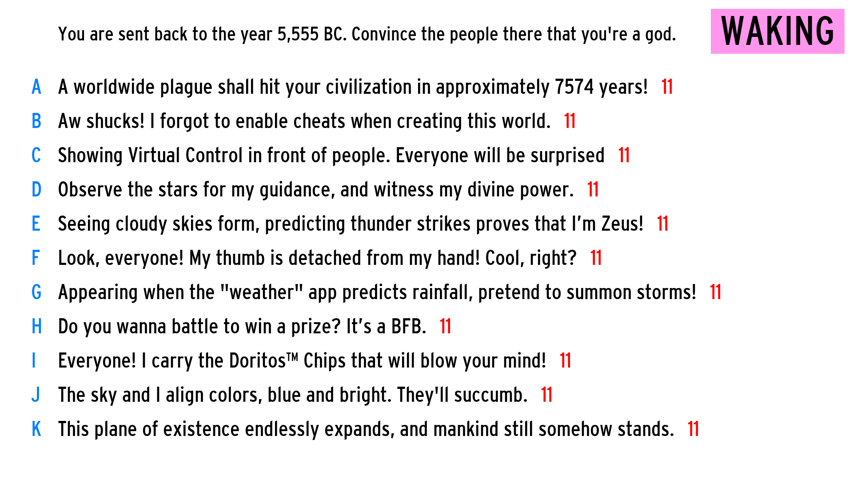 You are sent back to the year 5,555 BC. Convince the people there that you're a god.
WAKING
A A worldwide plague shall hit your civilization in approximately 7574 years! 11
B Aw shucks! I forgot to enable cheats when creating this world. 11
C Showing Virtual Control in front of people. Everyone will be surprised 11
D Observe the stars for my guidance, and witness my divine power. 11
E Seeing cloudy skies form, predicting thunder strikes proves that I’m Zeus! 11
F Look, everyone! My thumb is detached from my hand! Cool, right? 11
G Appearing when the "weather" app predicts rainfall, pretend to summon storms! 11
H Do you wanna battle to win a prize? It’s a BFB. 11
I Everyone! I carry the Doritos™ Chips that will blow your mind! 11
J The sky and I align colors, blue and bright. They'll succumb. 11
K This plane of existence endlessly expands, and mankind still somehow stands. 11